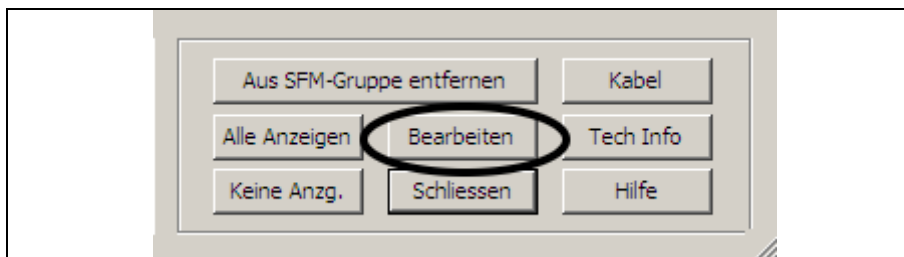 Aus SFM-Gruppe entfernen Kabel
Alle Anzeigen Bearbeiten Tech Info
Keine Anzg. Schliessen Hilfe